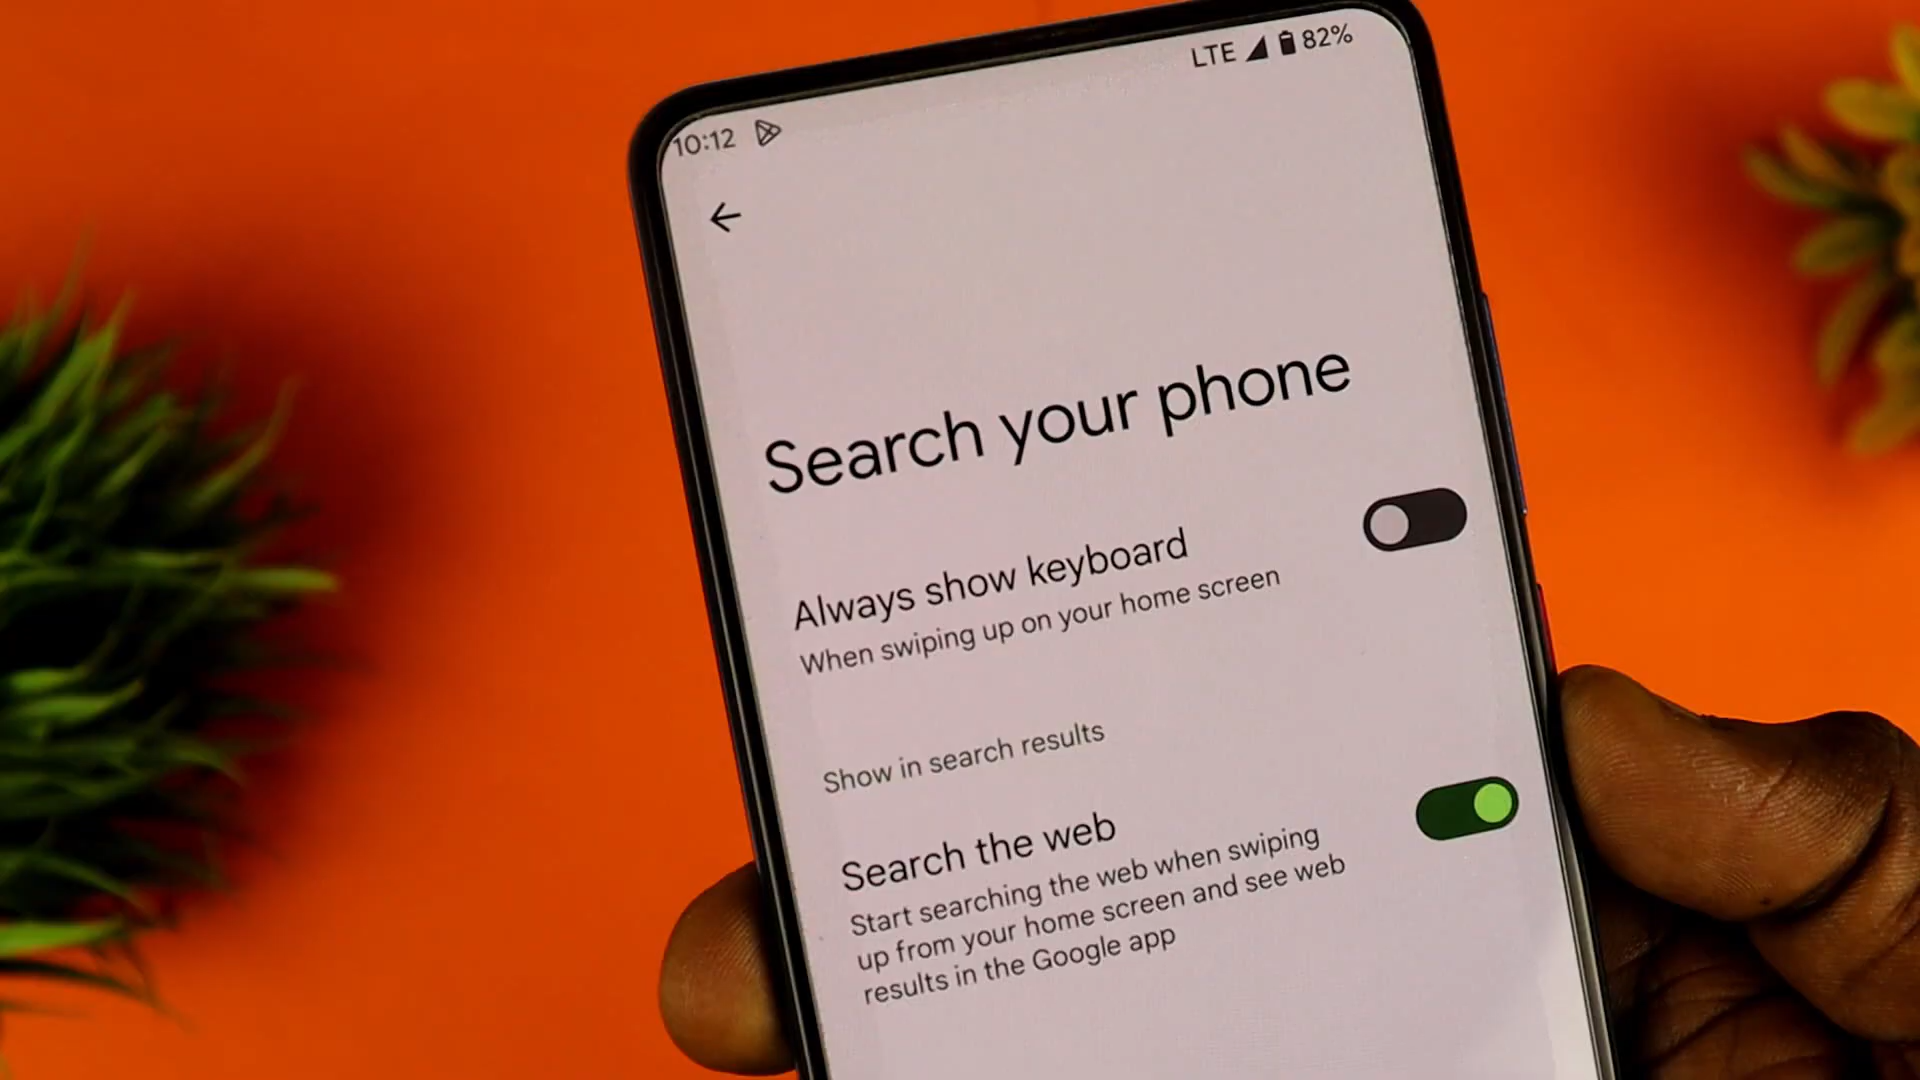 10:12
LTE 82%
Search your phone
Always show keyboard
When swiping up on your home screen
Show in search results
Search the web
Start searching the web when swiping
up from your home screen and see web
results in the Google app